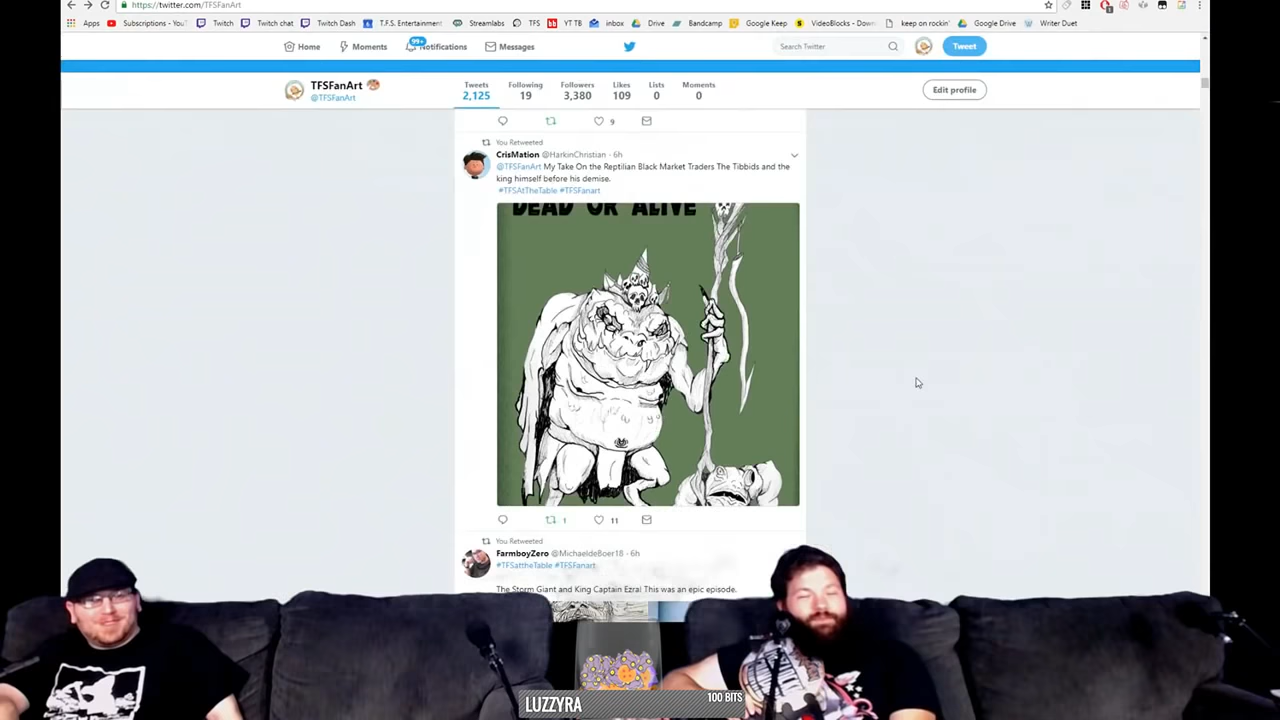 https://twitter.com/TFSFanArt
Apps Subscriptions - YouT Twitch Twitch chat Twitch Dash T.F.S. Entertainment Streamlabs TFS YT TB inbox Drive Bandcamp Google Keep VideoBlocks - Down keep on rockin' Google Drive Writer Duet
Home Moments 99+ Notifications Messages Search Twitter Tweet
TFSFanArt
@TFSFanArt
Tweets Following Followers Likes Lists Moments
2,125 19 3,380 109 0 0
Edit profile
9
You Retweeted
CrisMation @HarkinChristian · 6h
@TFSFanArt My Take On the Reptilian Black Market Traders The Tibbids and the
king himself before his demise.
#TFSAtTheTable #TFSFanart
DEAD OR ALIVE
1 11
You Retweeted
FarmboyZero @MichaeldeBoer18 · 6h
#TFSattheTable #TFSFanart
The Storm Giant and King Captain Ezra! This was an epic episode.
LUZZYRA 100 BITS